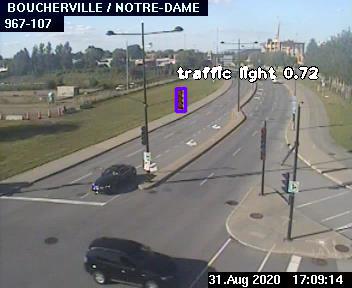 BOUCHERVILLE / NOTRE-DAME
967-107
traffic light 0.72
31.Aug 2020 17:09:14